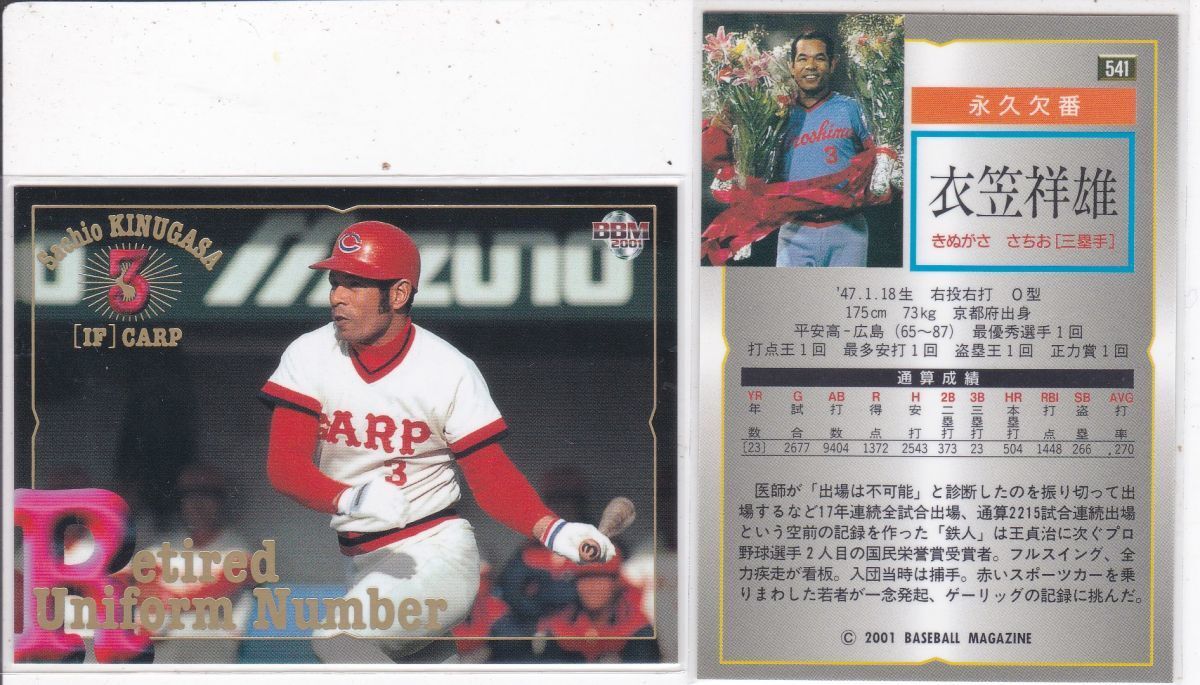 Sachio KINUGASA
3
[IF] CARP
BBM
2001
C
MIZUNO
CARP
3
Retired
Uniform Number
Hiroshima
3
541
永久欠番
衣笠祥雄
きぬがさ さちお[三塁手]
'47.1.18生 右投右打 O型
175cm 73kg 京都府出身
平安高-広島(65〜87) 最優秀選手1回
打点王1回 最多安打1回 盗塁王1回 正力賞1回
通算成績
YR G AB R H 2B 3B HR RBI SB AVG
年数 試合 打数 得点 安打 二塁打 三塁打 本塁打 打点 盗塁 打率
[23] 2677 9404 1372 2543 373 23 504 1448 266 .270
医師が「出場は不可能」と診断したのを振り切って出
場するなど17年連続全試合出場、通算2215試合連続出場
という空前の記録を作った「鉄人」は王貞治に次ぐプロ
野球選手2人目の国民栄誉賞受賞者。フルスイング、全
力疾走が看板。入団当時は捕手。赤いスポーツカーを乗
りまわした若者が一念発起、ゲーリッグの記録に挑んだ。
© 2001 BASEBALL MAGAZINE